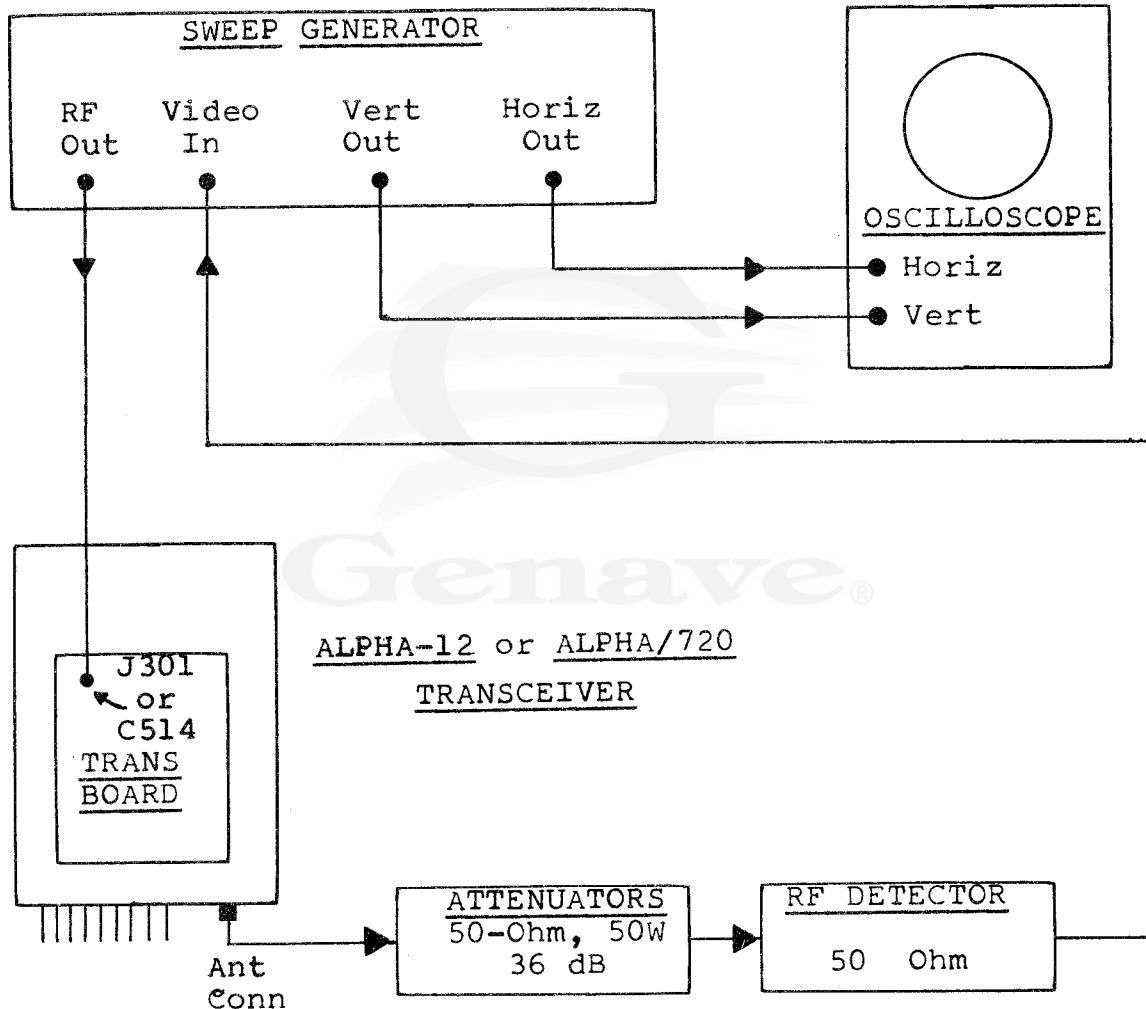 SWEEP GENERATOR
RF Out
Video In
Vert Out
Horiz Out
OSCILLOSCOPE
Horiz
Vert
Genave®
J301
or
C514
TRANS
BOARD
ALPHA-12 or ALPHA/720
TRANSCEIVER
Ant
Conn
ATTENUATORS
50-Ohm, 50W
36 dB
RF DETECTOR
50 Ohm